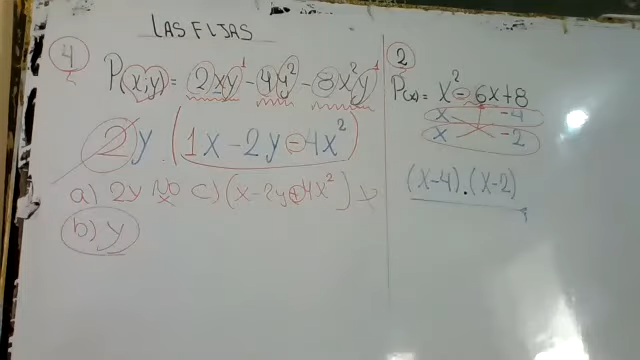 LAS FIJAS
4
P(x;y) = 2xy - 4y² - 8x²y
2y · (1x - 2y - 4x²)
a) 2y NO c) (x - 2y + 4x²) x
b) y
2
P(x) = x² - 6x + 8
x -4
x -2
(x-4).(x-2)